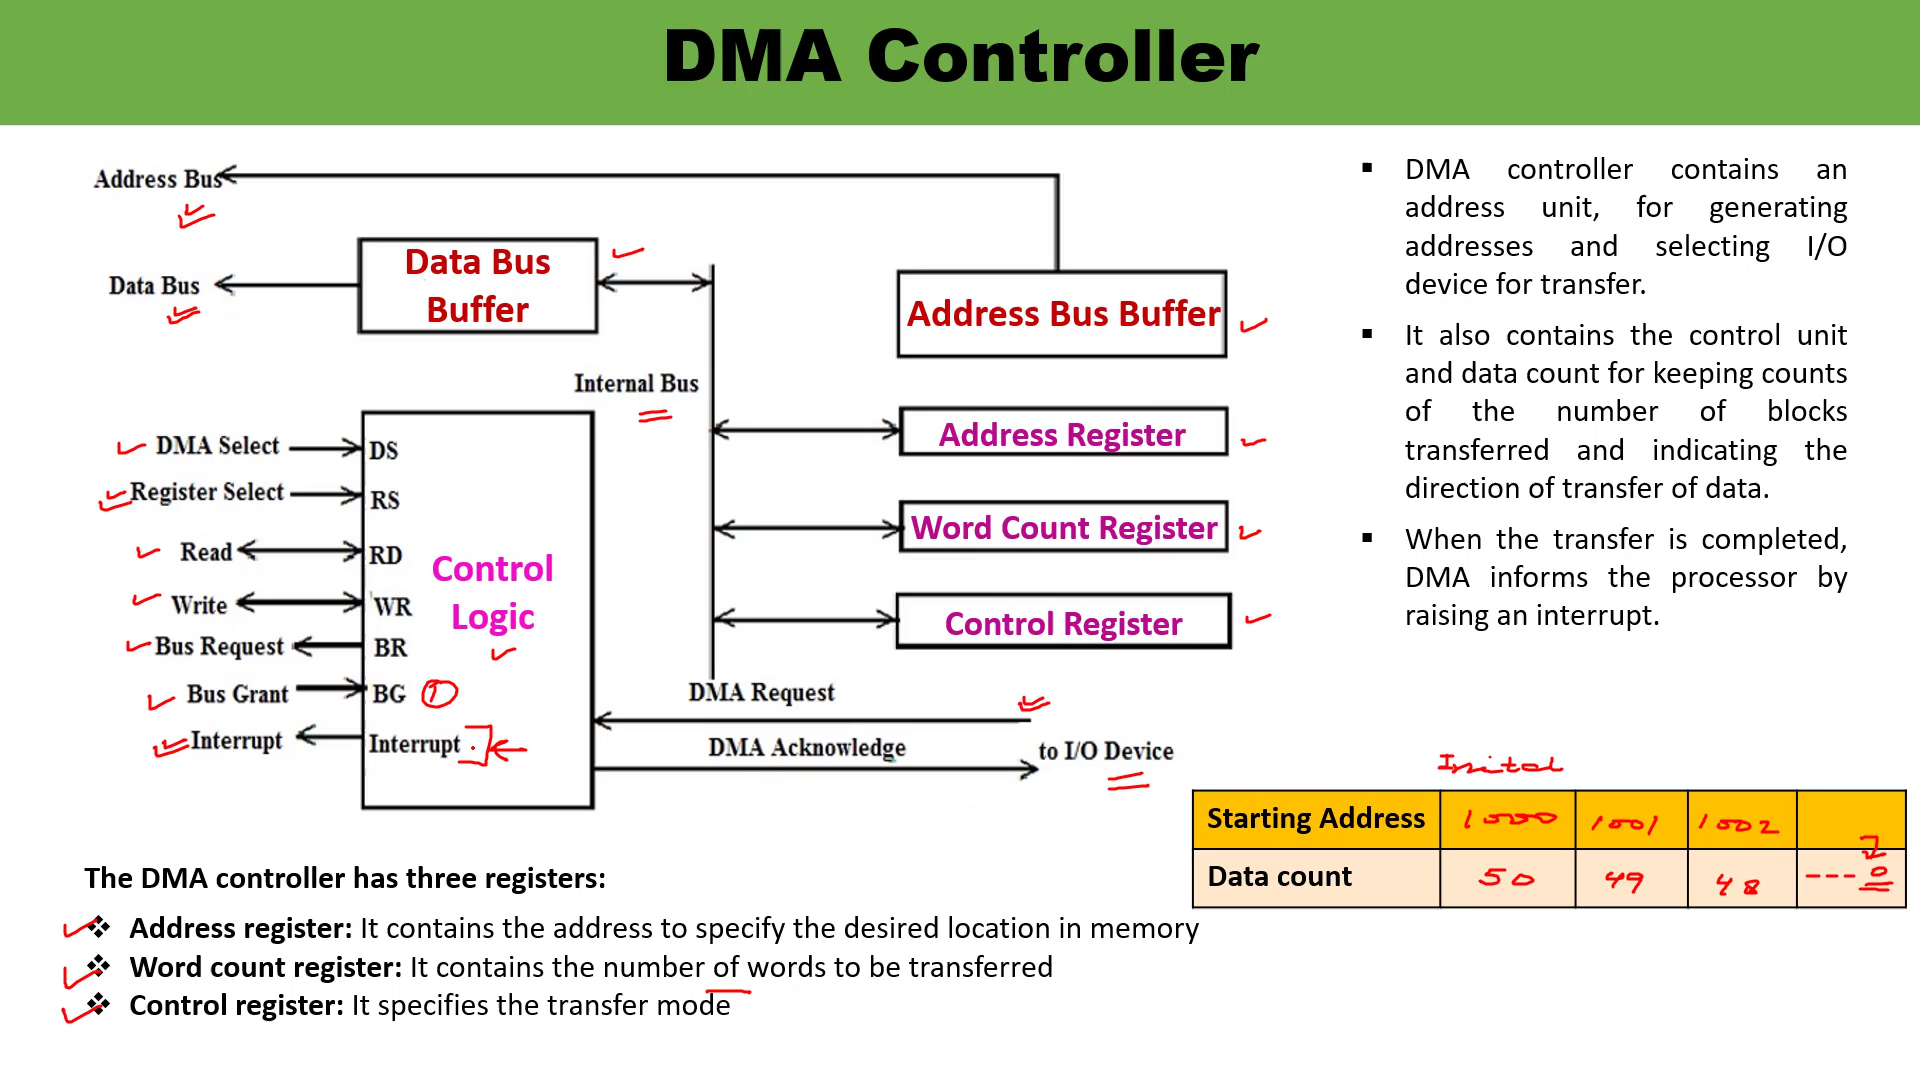 DMA Controller
Address Bus
Data Bus
Data Bus
Buffer
Address Bus Buffer
Internal Bus
Address Register
Word Count Register
Control Register
DMA Select
DS
Register Select
RS
Read
RD
Write
WR
Bus Request
BR
Bus Grant
BG 1
Interrupt
Interrupt
Control
Logic
DMA Request
DMA Acknowledge
to I/O Device
▪ DMA controller contains an
address unit, for generating
addresses and selecting I/O
device for transfer.
▪ It also contains the control unit
and data count for keeping counts
of the number of blocks
transferred and indicating the
direction of transfer of data.
▪ When the transfer is completed,
DMA informs the processor by
raising an interrupt.
Starting Address 1000 1001 1002
Data count 50 49 48 --- 0
The DMA controller has three registers:
❖ Address register: It contains the address to specify the desired location in memory
❖ Word count register: It contains the number of words to be transferred
❖ Control register: It specifies the transfer mode